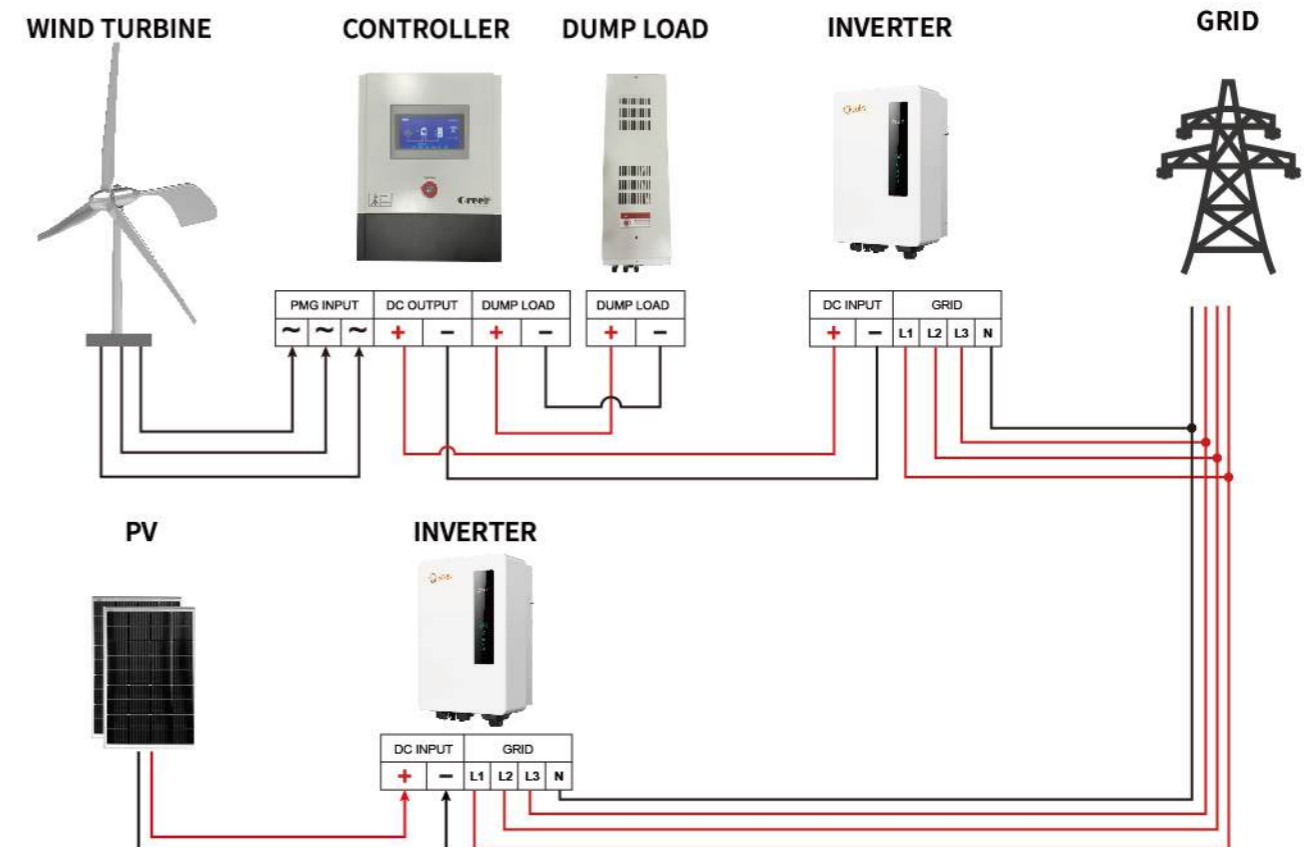 WIND TURBINE
CONTROLLER
DUMP LOAD
INVERTER
GRID
PMG INPUT DC OUTPUT DUMP LOAD
~ ~ ~ + − + −
DUMP LOAD
+ −
DC INPUT GRID
+ − L1 L2 L3 N
PV
INVERTER
DC INPUT GRID
+ − L1 L2 L3 N